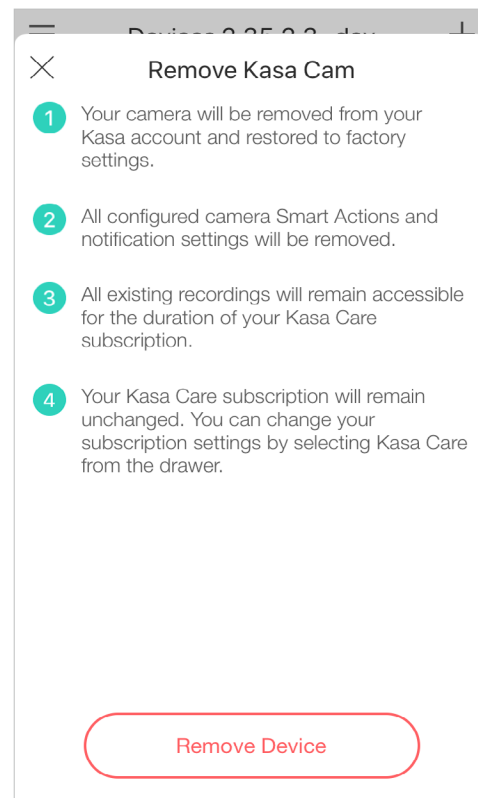 Remove Kasa Cam
1 Your camera will be removed from your
Kasa account and restored to factory
settings.
2 All configured camera Smart Actions and
notification settings will be removed.
3 All existing recordings will remain accessible
for the duration of your Kasa Care
subscription.
4 Your Kasa Care subscription will remain
unchanged. You can change your
subscription settings by selecting Kasa Care
from the drawer.
Remove Device